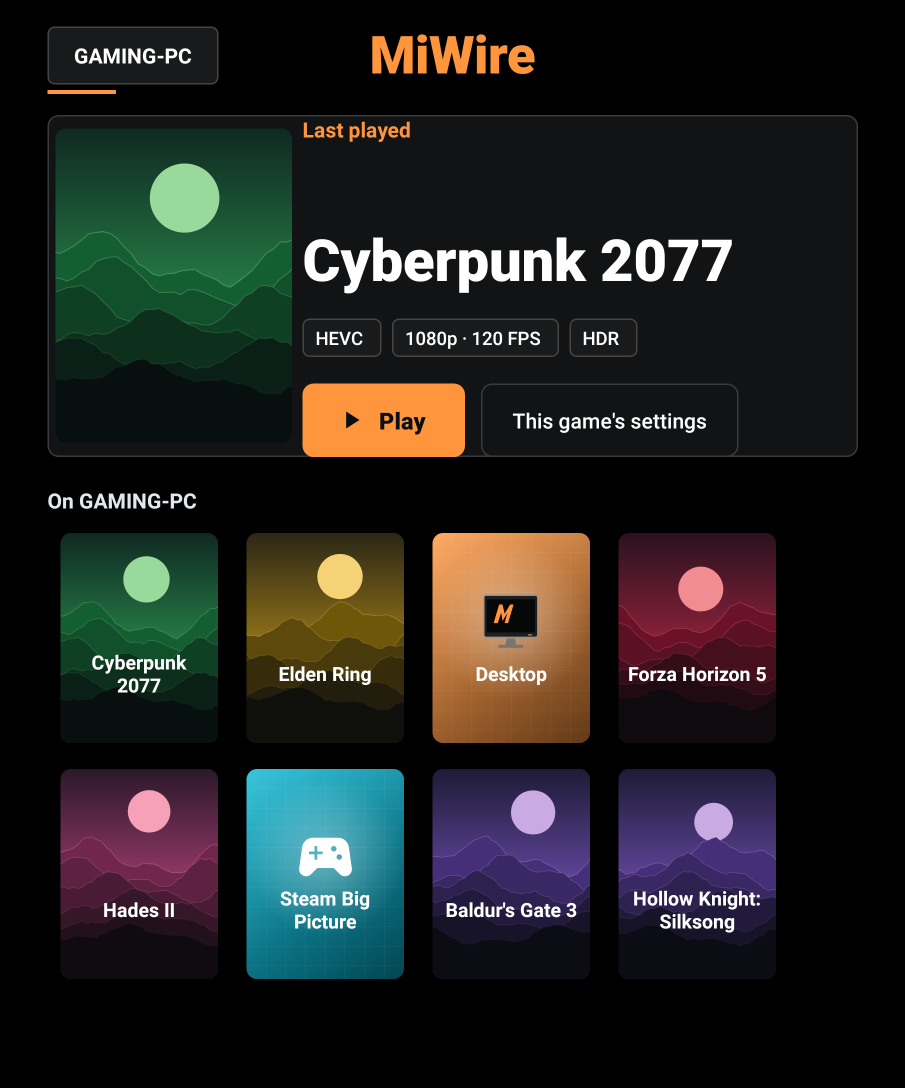 GAMING-PC
MiWire
Last played
Cyberpunk 2077
HEVC
1080p · 120 FPS
HDR
Play
This game's settings
On GAMING-PC
Cyberpunk
2077
Elden Ring
M
Desktop
Forza Horizon 5
Hades II
Steam Big
Picture
Baldur's Gate 3
Hollow Knight:
Silksong